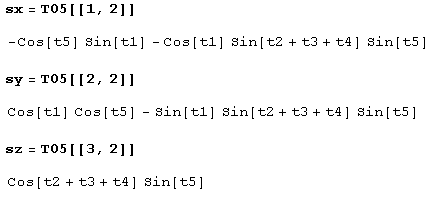 sx = T05[[1, 2]]
-Cos[t5] Sin[t1] - Cos[t1] Sin[t2 + t3 + t4] Sin[t5]
sy = T05[[2, 2]]
Cos[t1] Cos[t5] - Sin[t1] Sin[t2 + t3 + t4] Sin[t5]
sz = T05[[3, 2]]
Cos[t2 + t3 + t4] Sin[t5]